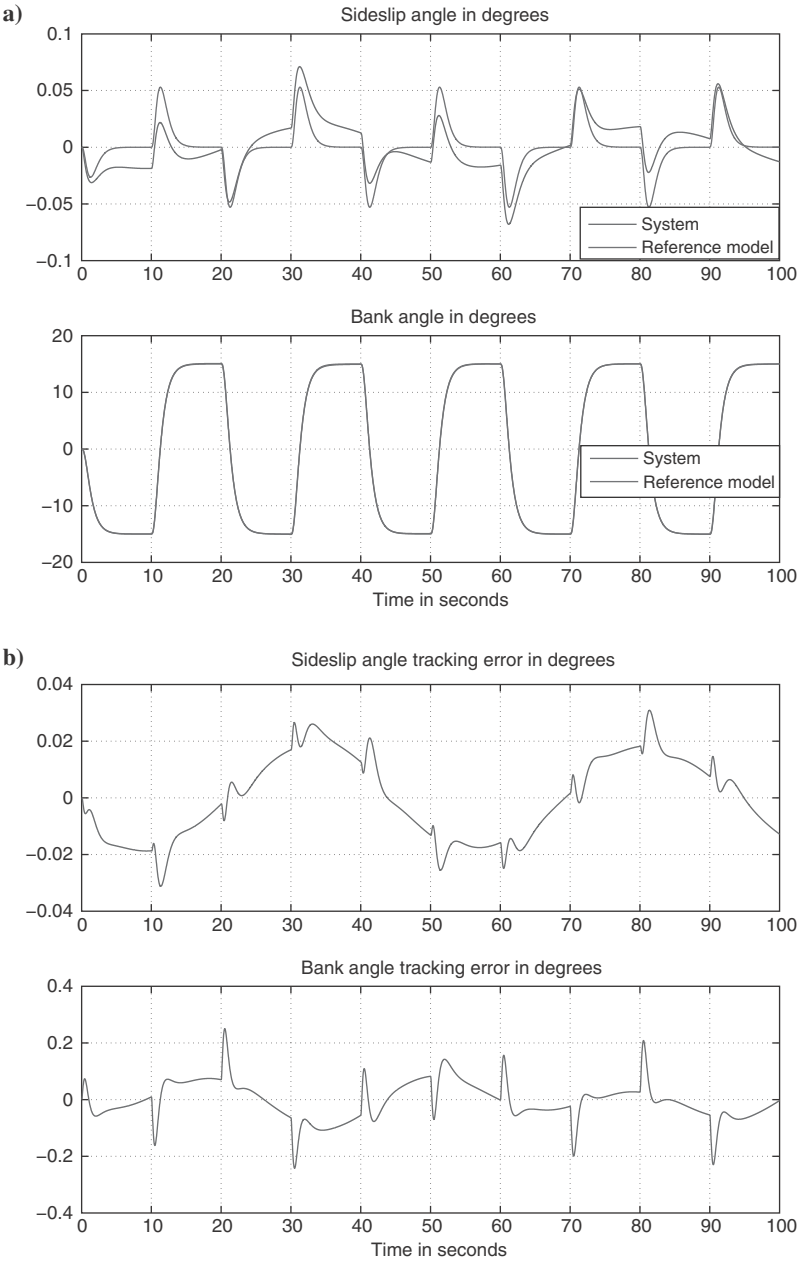 a)
Sideslip angle in degrees
0.1
0.05
0
−0.05
−0.1
System
Reference model
0 10 20 30 40 50 60 70 80 90 100
Bank angle in degrees
20
10
0
−10
−20
System
Reference model
0 10 20 30 40 50 60 70 80 90 100
Time in seconds
b)
Sideslip angle tracking error in degrees
0.04
0.02
0
−0.02
−0.04
0 10 20 30 40 50 60 70 80 90 100
Bank angle tracking error in degrees
0.4
0.2
0
−0.2
−0.4
0 10 20 30 40 50 60 70 80 90 100
Time in seconds